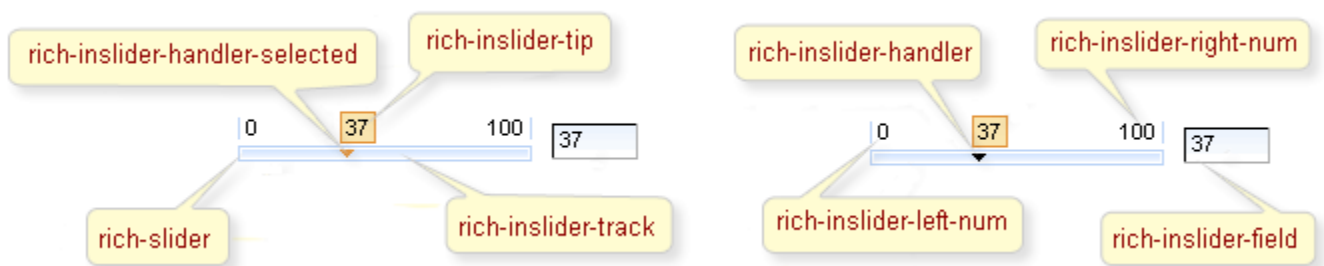 rich-inslider-handler-selected
rich-inslider-tip
0
37
100
37
rich-slider
rich-inslider-track
rich-inslider-handler
rich-inslider-right-num
0
37
100
37
rich-inslider-left-num
rich-inslider-field